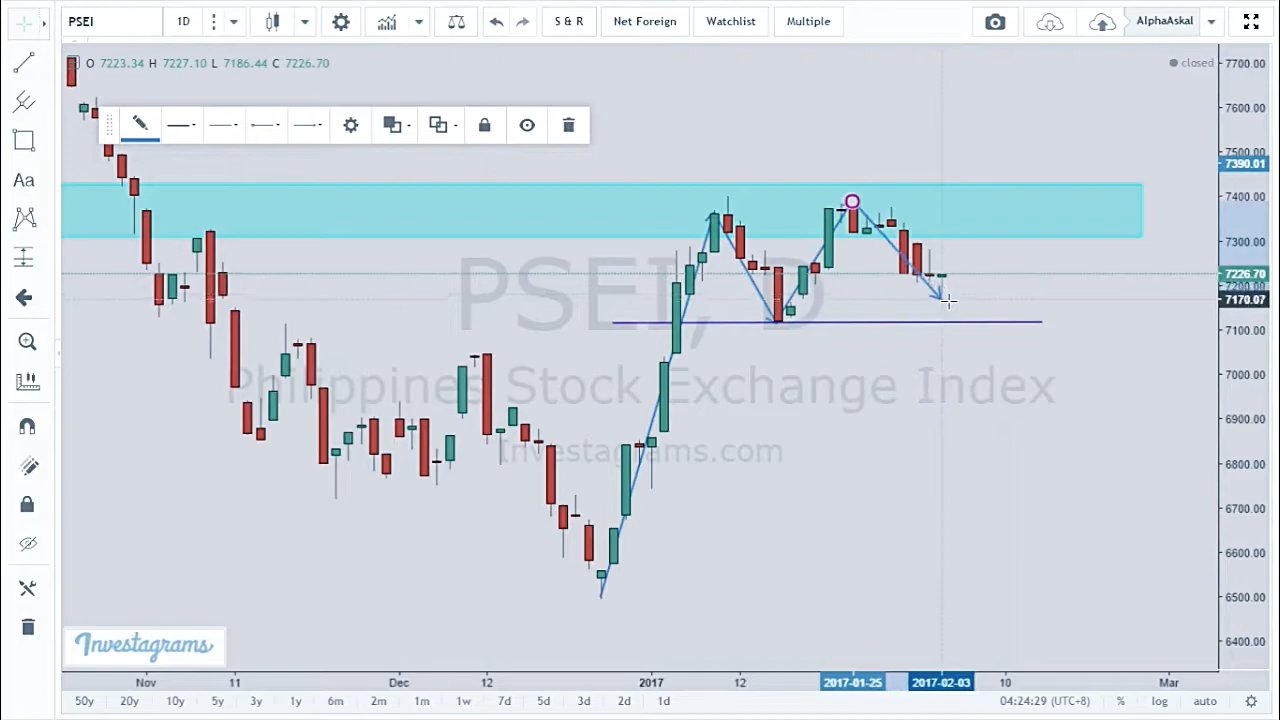 PSEI 1D S & R Net Foreign Watchlist Multiple AlphaAskal
O 7223.34 H 7227.10 L 7186.44 C 7226.70
closed
Aa
PSEI, D
Philippines Stock Exchange Index
Investagrams.com
7700.00
7600.00
7500.00
7390.01
7400.00
7300.00
7226.70
7200.00
7170.07
7100.00
7000.00
6900.00
6800.00
6700.00
6600.00
6500.00
6400.00
Investagrams
Nov 11 Dec 12 2017 12 2017-01-25 2017-02-03 10 Mar
50y 20y 10y 5y 3y 1y 6m 2m 1m 1w 7d 5d 3d 2d 1d 04:24:29 (UTC+8) % log auto